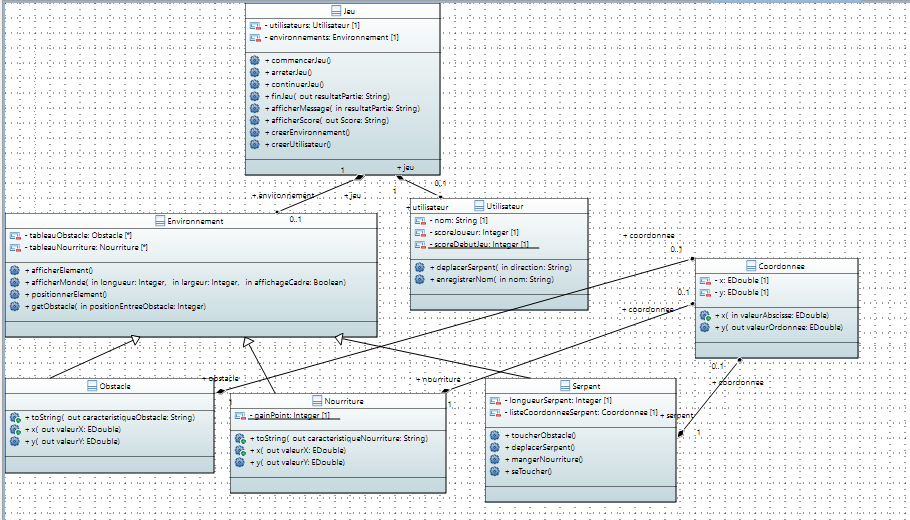 Jeu
- utilisateurs: Utilisateur [1]
- environnements: Environnement [1]
+ commencerJeu()
+ arreterJeu()
+ continuerJeu()
+ finJeu( out resultatPartie: String)
+ afficherMessage( in resultatPartie: String)
+ afficherScore( out Score: String)
+ creerEnvironnement()
+ creerUtilisateur()
1
+ jeu
+ environnement
+ jeu
1
0..1
0..1
+ utilisateur
Environnement
- tableauObstacle: Obstacle [*]
- tableauNourriture: Nourriture [*]
+ afficherElement()
+ afficherMonde( in longueur: Integer, in largeur: Integer, in affichageCadre: Boolean)
+ positionnerElement()
+ getObstacle( in positionEntreeObstacle: Integer)
Utilisateur
- nom: String [1]
- scoreJoueur: Integer [1]
- scoreDebutJeu: Integer [1]
+ deplacerSerpent( in direction: String)
+ enregistrerNom( in nom: String)
+ coordonnee
0..1
0..1
+ coordonnee
Coordonnee
- x: EDouble [1]
- y: EDouble [1]
+ x( in valeurAbscisse: EDouble)
+ y( out valeurOrdonnee: EDouble)
0..1
+ coordonnee
+ obstacle
1
+ nourriture
1
+ serpent
1
Obstacle
+ toString( out caracteristiqueObstacle: String)
+ x( out valeurX: EDouble)
+ y( out valeurY: EDouble)
Nourriture
- gainPoint: Integer [1]
+ toString( out caracteristiqueNourriture: String)
+ x( out valeurX: EDouble)
+ y( out valeurY: EDouble)
Serpent
- longueurSerpent: Integer [1]
- listeCoordonneeSerpent: Coordonnee [1]
+ toucherObstacle()
+ deplacerSerpent()
+ mangerNourriture()
+ seToucher()